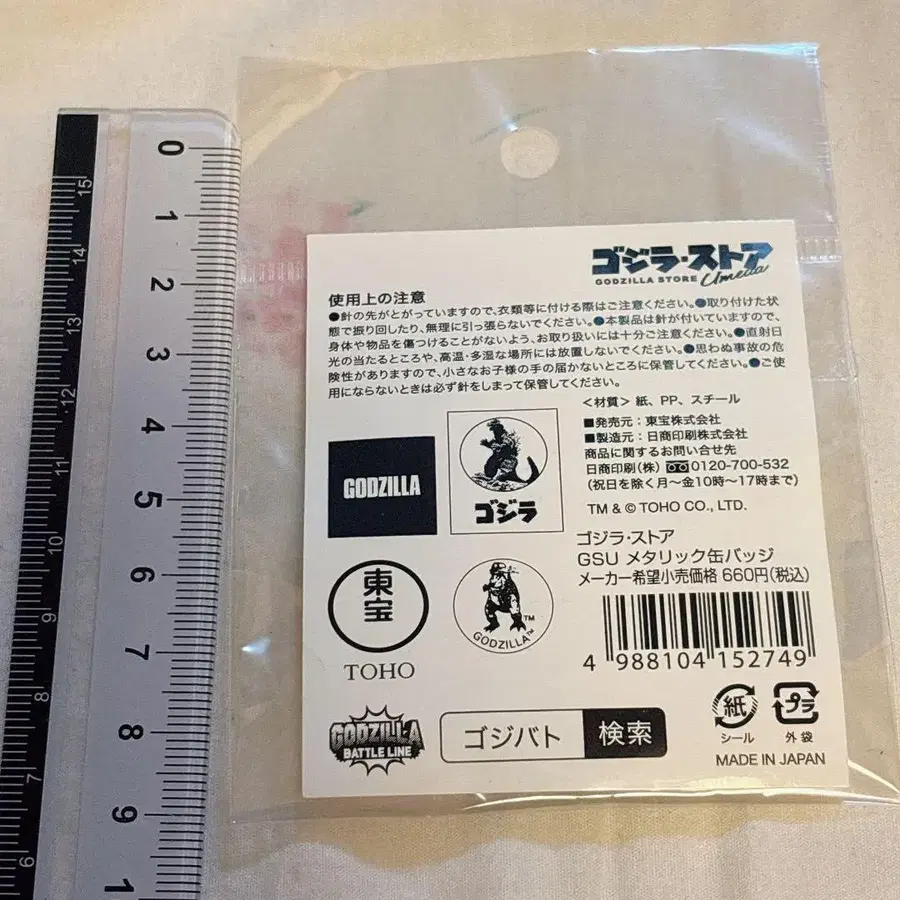 0
1
2
3
4
5
6
7
8
9
1
15
14
13
12
11
10
9
8
7
6
ゴジラ・ストア
GODZILLA STORE Umeda
使用上の注意
●針の先がとがっていますので、衣類等に付ける際はご注意ください。●取り付けた状
態で振り回したり、無理に引っ張らないでください。●本製品は針が付いていますので、
身体や物品を傷つけることがないよう、お取り扱いには十分ご注意ください。●直射日
光の当たるところや、高温・多湿な場所には放置しないでください。●思わぬ事故の危
険性がありますので、小さなお子様の手の届かないところに保管してください。●ご使
用にならないときは必ず針をしまって保管してください。
<材質> 紙、PP、スチール
■発売元：東宝株式会社
■製造元：日商印刷株式会社
商品に関するお問い合せ先
日商印刷(株) 0120-700-532
(祝日を除く月～金10時～17時まで)
TM & © TOHO CO., LTD.
GODZILLA
ゴジラ
東宝
TOHO
TM
GODZILLA™
ゴジラ・ストア
GSU メタリック缶バッジ
メーカー希望小売価格 660円(税込)
4 988104 152749
GODZILLA
BATTLE LINE
ゴジバト 検索
紙
シール
プラ
外袋
MADE IN JAPAN